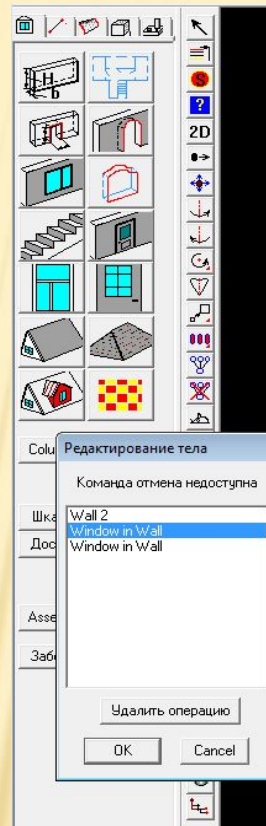 H
b
S
?
2D
Colu
Редактирование тела
Команда отмена недоступна
Шка
Дос
Wall 2
Window in Wall
Window in Wall
Asse
Забо
Удалить операцию
OK
Cancel